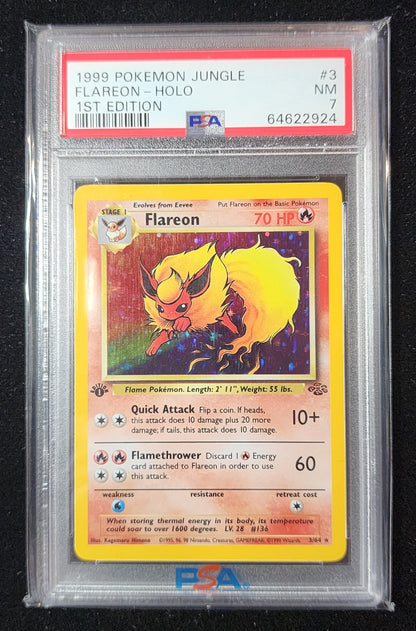 1999 POKEMON JUNGLE #3
FLAREON - HOLO NM
1ST EDITION 7
PSA 64622924
Evolves from Eevee Put Flareon on the Basic Pokémon
STAGE 1 Flareon 70 HP
Flame Pokémon. Length: 2' 11", Weight: 55 lbs.
EDITION 1
Quick Attack Flip a coin. If heads,
this attack does 10 damage plus 20 more
damage; if tails, this attack does 10 damage.
10+
Flamethrower Discard 1 Energy
card attached to Flareon in order to use
this attack.
60
weakness resistance retreat cost
When storing thermal energy in its body, its temperature
could soar to over 1600 degrees. LV. 28 #136
Illus. Kagemaru Himeno ©1995, 96, 98 Nintendo, Creatures, GAMEFREAK. ©1999 Wizards. 3/64
PSA